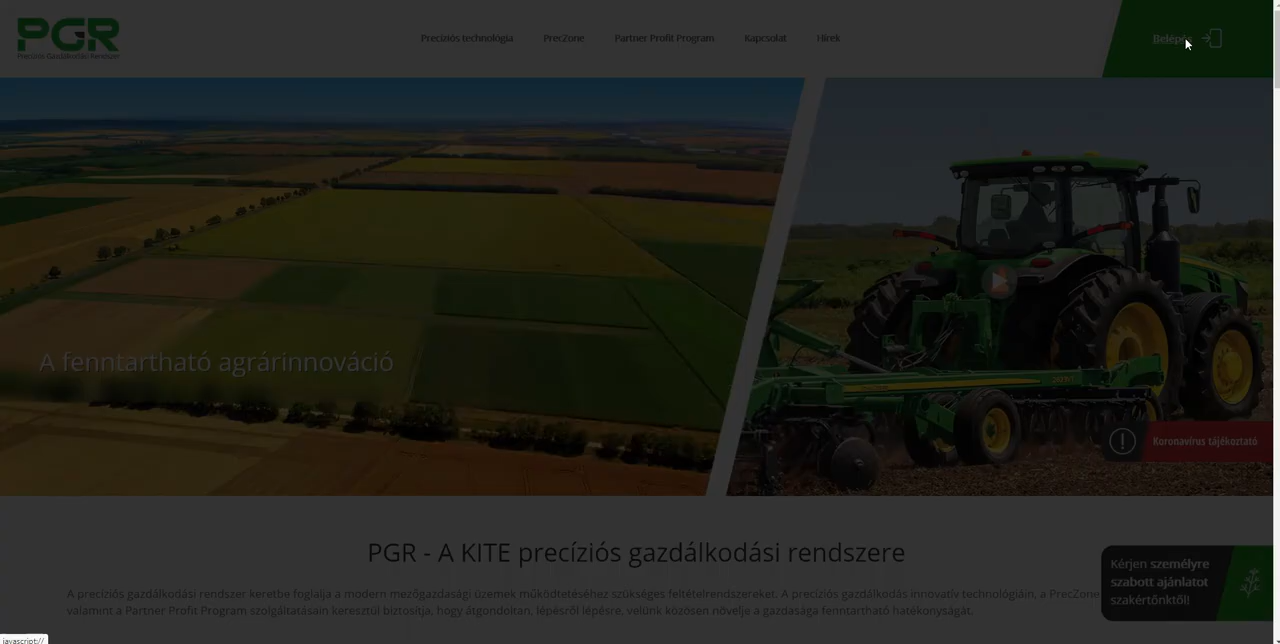 PGR
Precíziós Gazdálkodási Rendszer
Precíziós technológia
PrecZone
Partner Profit Program
Kapcsolat
Hírek
Belépés
A fenntartható agrárinnováció
Koronavírus tájékoztató
PGR - A KITE precíziós gazdálkodási rendszere
Kérjen személyre
szabott ajánlatot
szakértőnktől!
A precíziós gazdálkodási rendszer keretbe foglalja a modern mezőgazdasági üzemek működtetéséhez szükséges feltételrendszereket. A precíziós gazdálkodás innovatív technológiáin, a PrecZone
valamint a Partner Profit Program szolgáltatásain keresztül biztosítja, hogy átgondoltan, lépésről lépésre, velünk közösen növelje a gazdasága fenntartható hatékonyságát.
javascript://